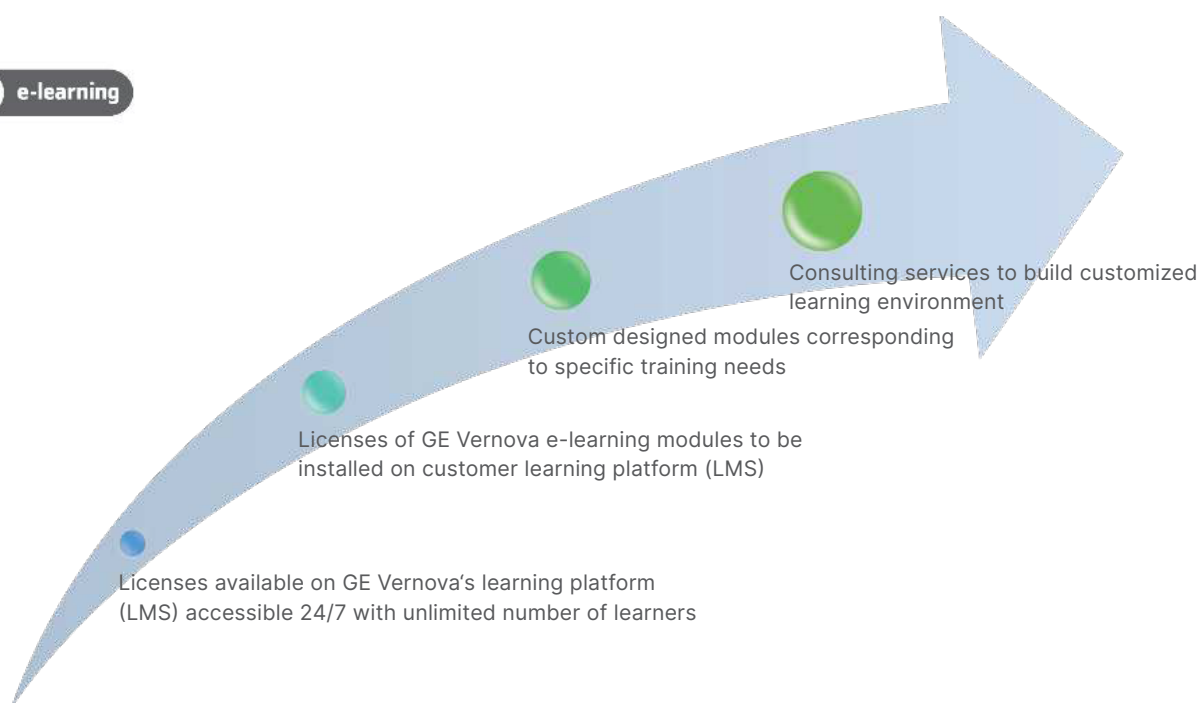 e-learning
Consulting services to build customized
learning environment
Custom designed modules corresponding
to specific training needs
Licenses of GE Vernova e-learning modules to be
installed on customer learning platform (LMS)
Licenses available on GE Vernova‘s learning platform
(LMS) accessible 24/7 with unlimited number of learners